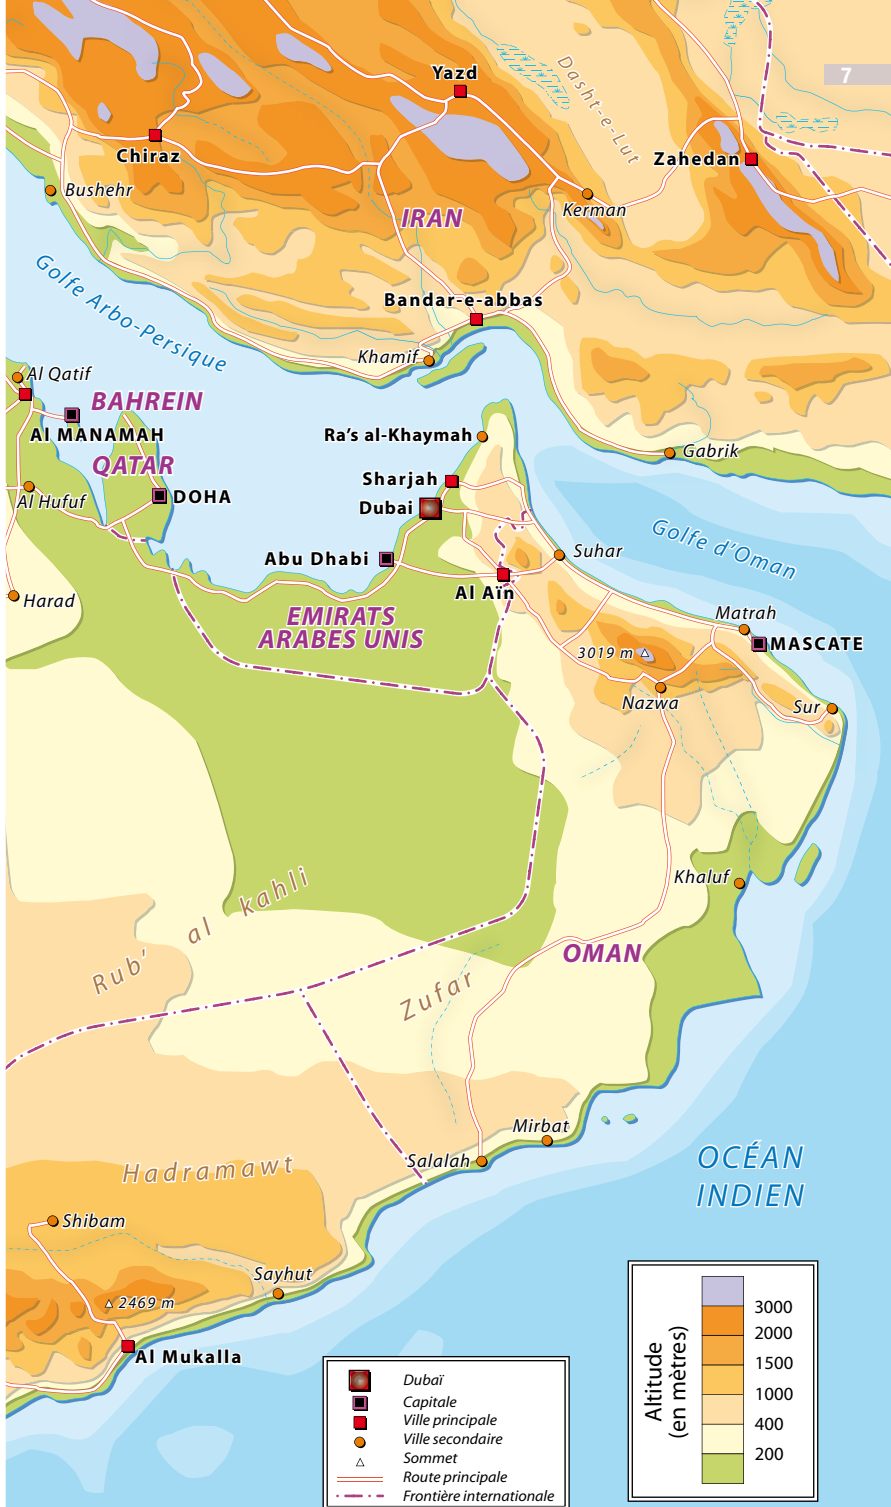 7
Yazd
Dasht-e-Lut
Chiraz
Zahedan
Bushehr
Kerman
IRAN
Golfe Arbo-Persique
Bandar-e-abbas
Khamif
Al Qatif
BAHREIN
Al MANAMAH
Ra's al-Khaymah
Gabrik
QATAR
Sharjah
DOHA
Al Hufuf
Dubai
Golfe d'Oman
Abu Dhabi
Suhar
Al Aïn
Harad
EMIRATS
ARABES UNIS
Matrah
MASCATE
3019 m
Nazwa
Sur
Khaluf
Rub' al kahli
OMAN
Zufar
Mirbat
OCÉAN
INDIEN
Salalah
Hadramawt
Shibam
Sayhut
2469 m
Al Mukalla
Altitude
(en mètres)
3000
2000
1500
1000
400
200
Dubaï
Capitale
Ville principale
Ville secondaire
Sommet
Route principale
Frontière internationale